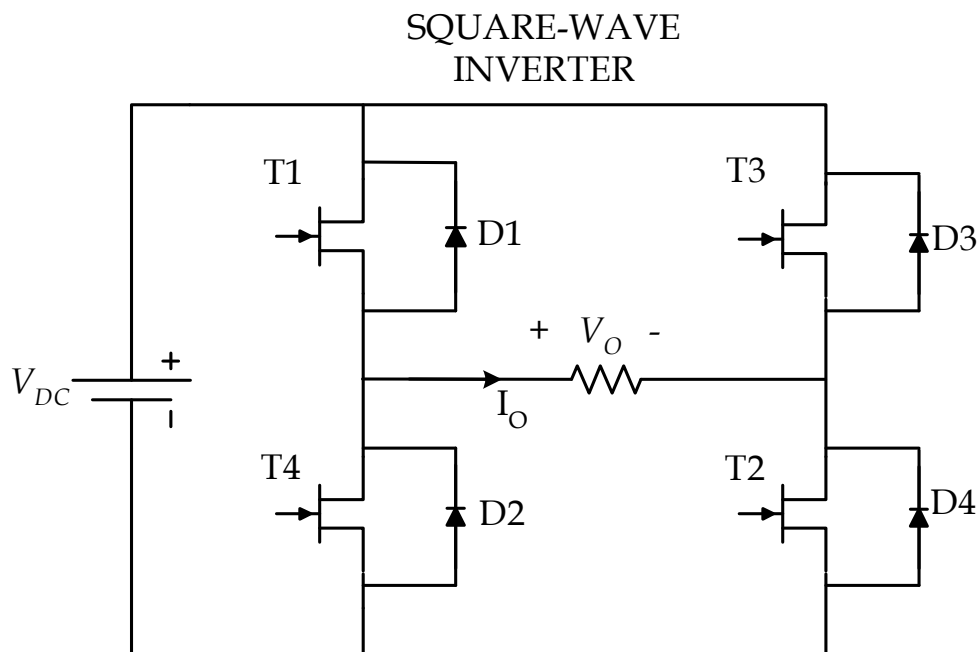 SQUARE-WAVE
INVERTER
T1
D1
T3
D3
+ V_O -
V_DC
+
-
I_O
T4
D2
T2
D4